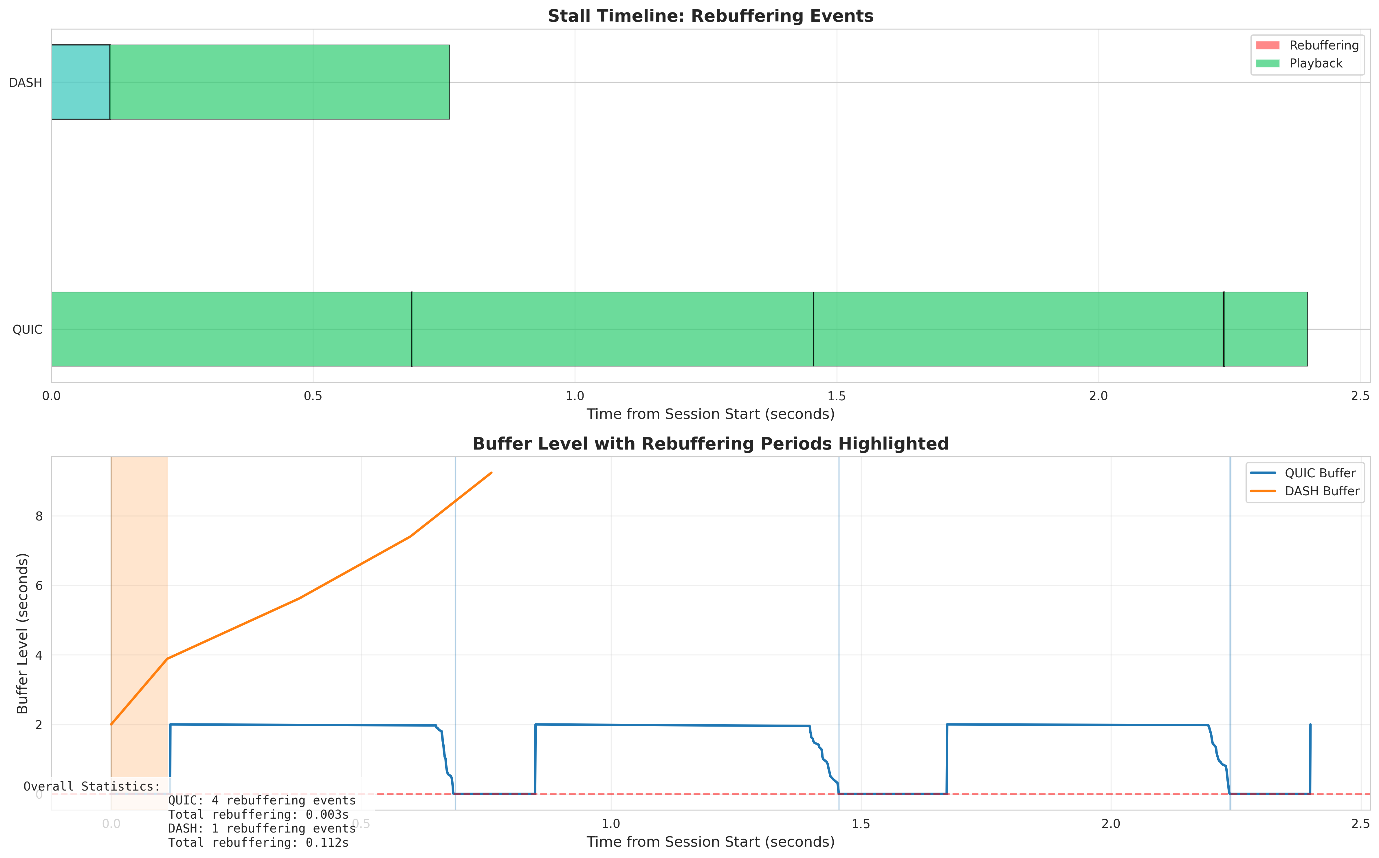 Stall Timeline: Rebuffering Events
Rebuffering
Playback
DASH
QUIC
0.0 0.5 1.0 1.5 2.0 2.5
Time from Session Start (seconds)
Buffer Level with Rebuffering Periods Highlighted
QUIC Buffer
DASH Buffer
Buffer Level (seconds)
8
6
4
2
0
Overall Statistics:
QUIC: 4 rebuffering events
Total rebuffering: 0.003s
DASH: 1 rebuffering events
Total rebuffering: 0.112s
0.0 0.5 1.0 1.5 2.0 2.5
Time from Session Start (seconds)